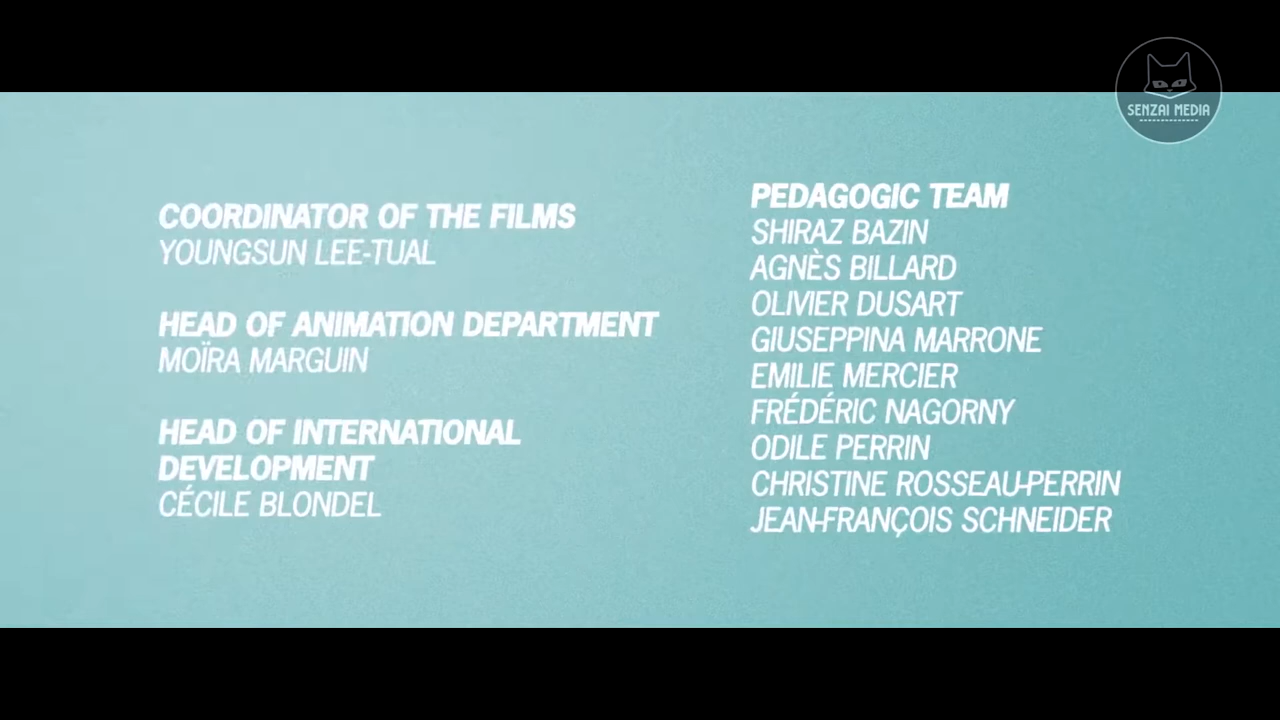 SENZAI MEDIA
COORDINATOR OF THE FILMS
YOUNGSUN LEE-TUAL
HEAD OF ANIMATION DEPARTMENT
MOÏRA MARGUIN
HEAD OF INTERNATIONAL
DEVELOPMENT
CÉCILE BLONDEL
PEDAGOGIC TEAM
SHIRAZ BAZIN
AGNÈS BILLARD
OLIVIER DUSART
GIUSEPPINA MARRONE
EMILIE MERCIER
FRÉDÉRIC NAGORNY
ODILE PERRIN
CHRISTINE ROSSEAU-PERRIN
JEAN-FRANÇOIS SCHNEIDER